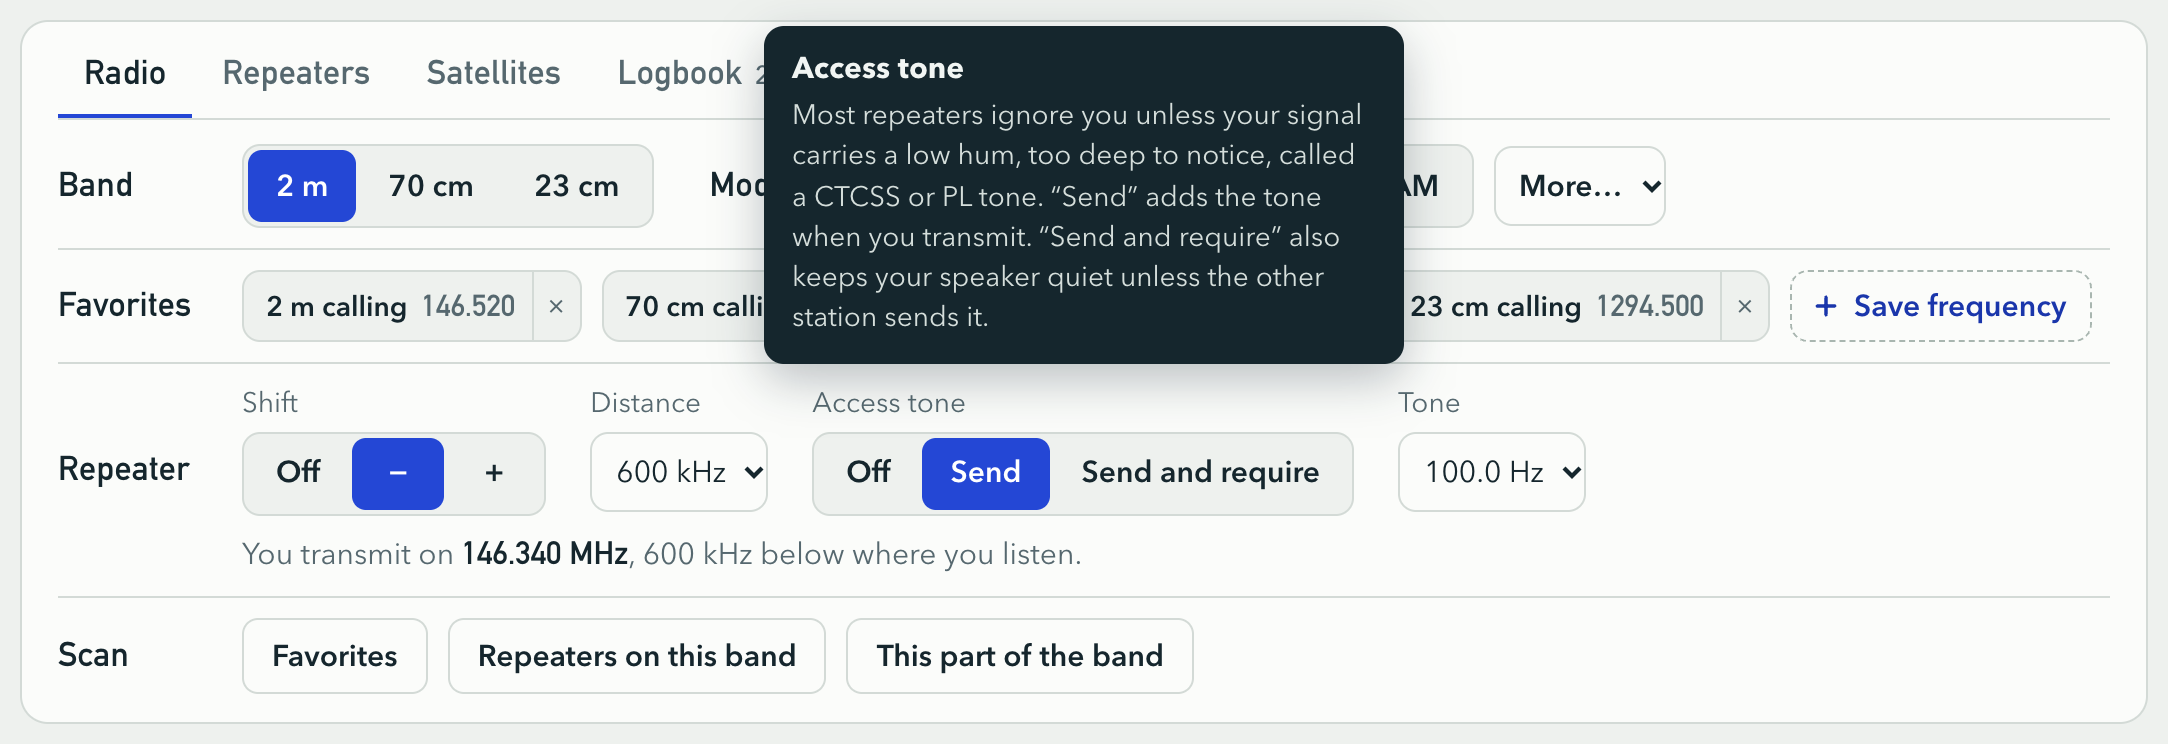 Radio Repeaters Satellites Logbook
Access tone
Most repeaters ignore you unless your signal
carries a low hum, too deep to notice, called
a CTCSS or PL tone. “Send” adds the tone
when you transmit. “Send and require” also
keeps your speaker quiet unless the other
station sends it.
Band 2 m 70 cm 23 cm AM More...
Favorites 2 m calling 146.520 × 70 cm 23 cm calling 1294.500 × + Save frequency
Shift Distance Access tone Tone
Repeater Off – + 600 kHz Off Send Send and require 100.0 Hz
You transmit on 146.340 MHz, 600 kHz below where you listen.
Scan Favorites Repeaters on this band This part of the band